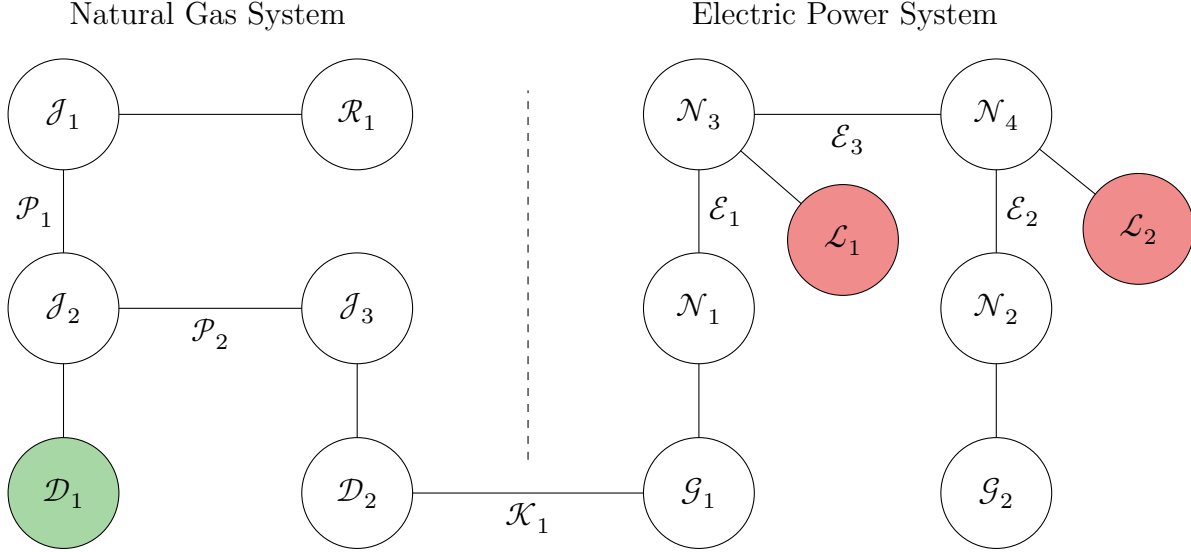 Natural Gas System
Electric Power System
𝒥₁
ℛ₁
𝒩₃
𝒩₄
ℰ₃
𝒫₁
ℰ₁
ℰ₂
ℒ₁
ℒ₂
𝒥₂
𝒥₃
𝒩₁
𝒩₂
𝒫₂
𝒟₁
𝒟₂
𝒢₁
𝒢₂
𝒦₁